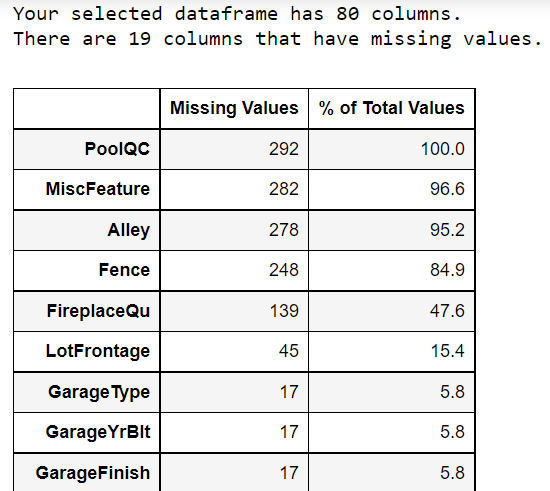 Your selected dataframe has 80 columns.
There are 19 columns that have missing values.
Missing Values % of Total Values
PoolQC 292 100.0
MiscFeature 282 96.6
Alley 278 95.2
Fence 248 84.9
FireplaceQu 139 47.6
LotFrontage 45 15.4
GarageType 17 5.8
GarageYrBlt 17 5.8
GarageFinish 17 5.8